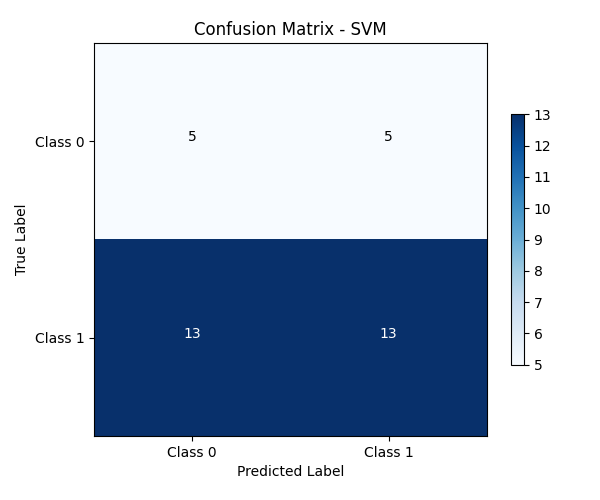 Confusion Matrix - SVM
True Label
Class 0
5 5
Class 1
13 13
Class 0 Class 1
Predicted Label
13
12
11
10
9
8
7
6
5